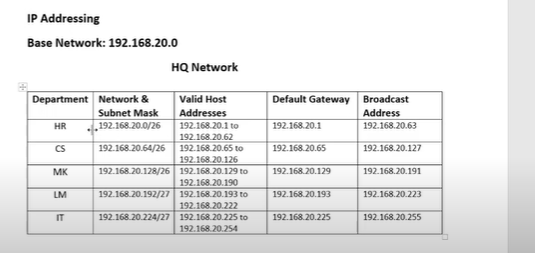 IP Addressing
Base Network: 192.168.20.0
HQ Network
Department Network & Subnet Mask Valid Host Addresses Default Gateway Broadcast Address
HR 192.168.20.0/26 192.168.20.1 to 192.168.20.62 192.168.20.1 192.168.20.63
CS 192.168.20.64/26 192.168.20.65 to 192.168.20.126 192.168.20.65 192.168.20.127
MK 192.168.20.128/26 192.168.20.129 to 192.168.20.190 192.168.20.129 192.168.20.191
LM 192.168.20.192/27 192.168.20.193 to 192.168.20.222 192.168.20.193 192.168.20.223
IT 192.168.20.224/27 192.168.20.225 to 192.168.20.254 192.168.20.225 192.168.20.255